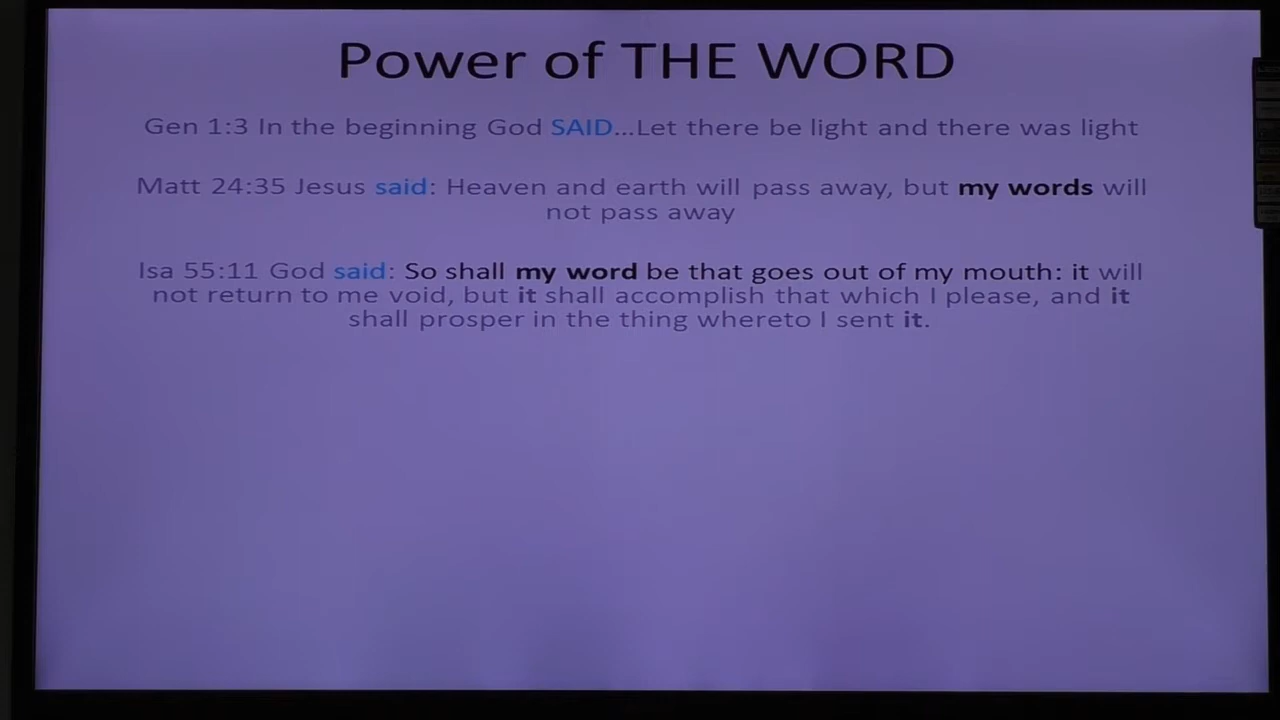 Power of THE WORD
Gen 1:3 In the beginning God SAID...Let there be light and there was light
Matt 24:35 Jesus said: Heaven and earth will pass away, but my words will
not pass away
Isa 55:11 God said: So shall my word be that goes out of my mouth: it will
not return to me void, but it shall accomplish that which I please, and it
shall prosper in the thing whereto I sent it.